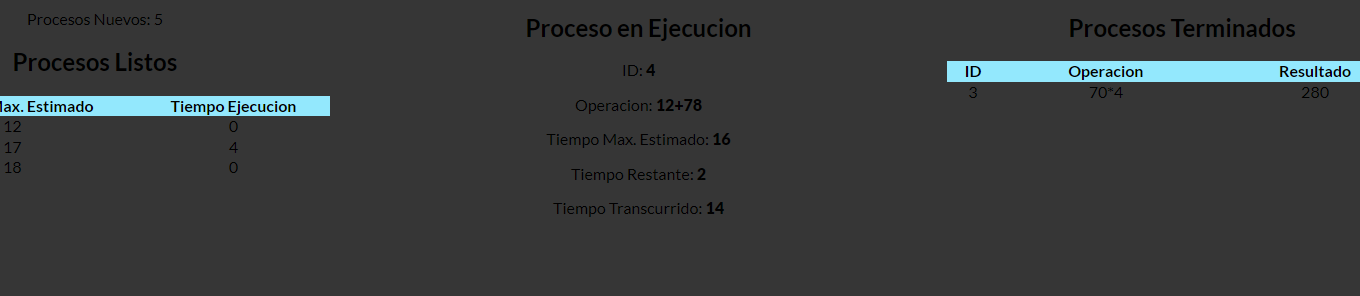 Procesos Nuevos: 5
Procesos Listos
Max. Estimado Tiempo Ejecucion
12 0
17 4
18 0
Proceso en Ejecucion
ID: 4
Operacion: 12+78
Tiempo Max. Estimado: 16
Tiempo Restante: 2
Tiempo Transcurrido: 14
Procesos Terminados
ID Operacion Resultado
3 70*4 280